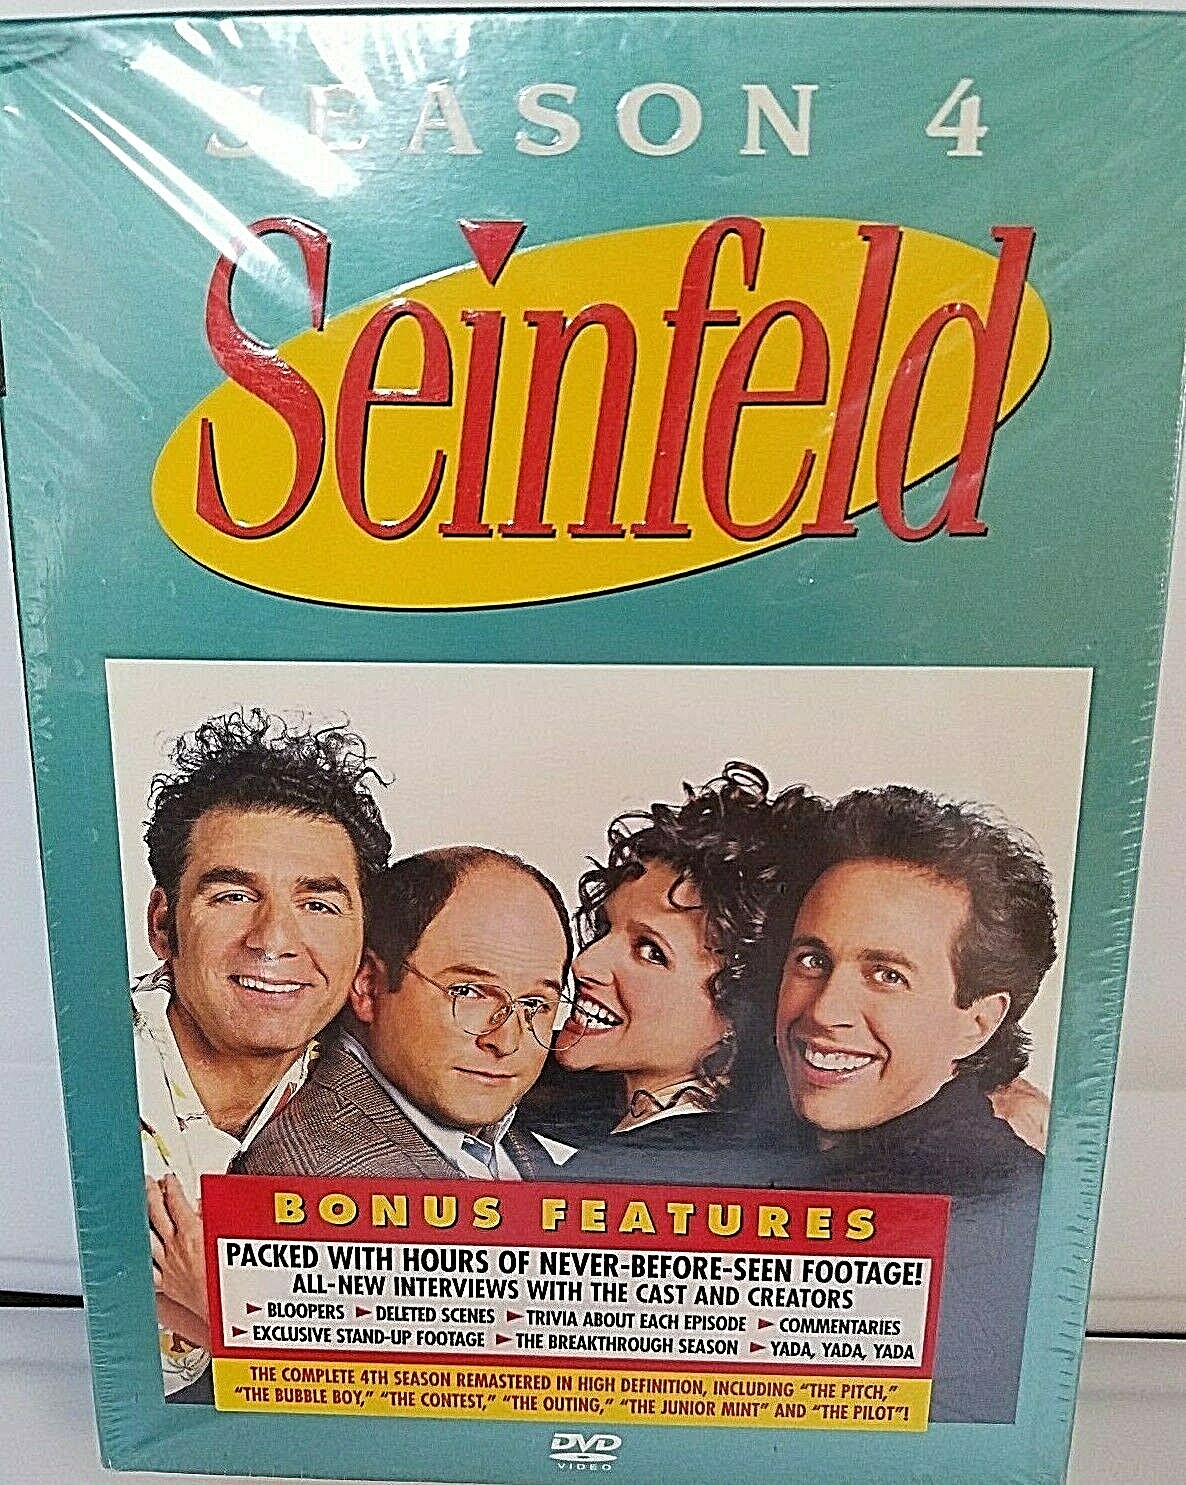 SEASON 4
Seinfeld
BONUS FEATURES
PACKED WITH HOURS OF NEVER-BEFORE-SEEN FOOTAGE!
ALL-NEW INTERVIEWS WITH THE CAST AND CREATORS
► BLOOPERS ► DELETED SCENES ► TRIVIA ABOUT EACH EPISODE ► COMMENTARIES
► EXCLUSIVE STAND-UP FOOTAGE ► THE BREAKTHROUGH SEASON ► YADA, YADA, YADA
THE COMPLETE 4TH SEASON REMASTERED IN HIGH DEFINITION, INCLUDING "THE PITCH,"
"THE BUBBLE BOY," "THE CONTEST," "THE OUTING," "THE JUNIOR MINT" AND "THE PILOT"!
DVD
VIDEO